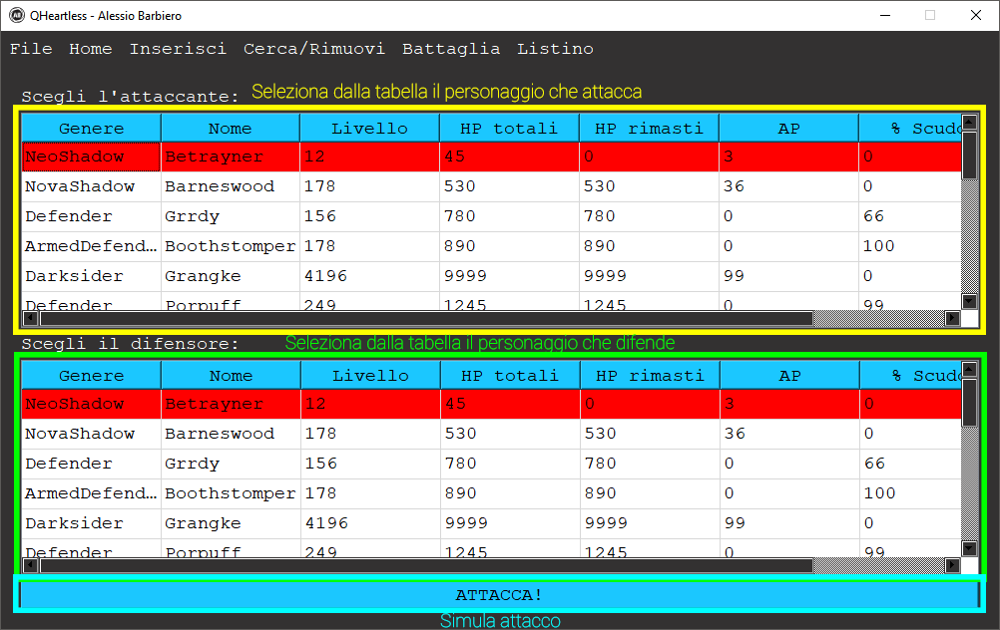 QHeartless - Alessio Barbiero
File Home Inserisci Cerca/Rimuovi Battaglia Listino
Scegli l'attaccante: Seleziona dalla tabella il personaggio che attacca
Genere Nome Livello HP totali HP rimasti AP % Scudo
NeoShadow Betrayner 12 45 0 3 0
NovaShadow Barneswood 178 530 530 36 0
Defender Grrdy 156 780 780 0 66
ArmedDefend... Boothstomper 178 890 890 0 100
Darksider Grangke 4196 9999 9999 99 0
Defender Porpuff 249 1245 1245 0 99
Scegli il difensore: Seleziona dalla tabella il personaggio che difende
Genere Nome Livello HP totali HP rimasti AP % Scudo
NeoShadow Betrayner 12 45 0 3 0
NovaShadow Barneswood 178 530 530 36 0
Defender Grrdy 156 780 780 0 66
ArmedDefend... Boothstomper 178 890 890 0 100
Darksider Grangke 4196 9999 9999 99 0
Defender Porpuff 249 1245 1245 0 99
ATTACCA!
Simula attacco